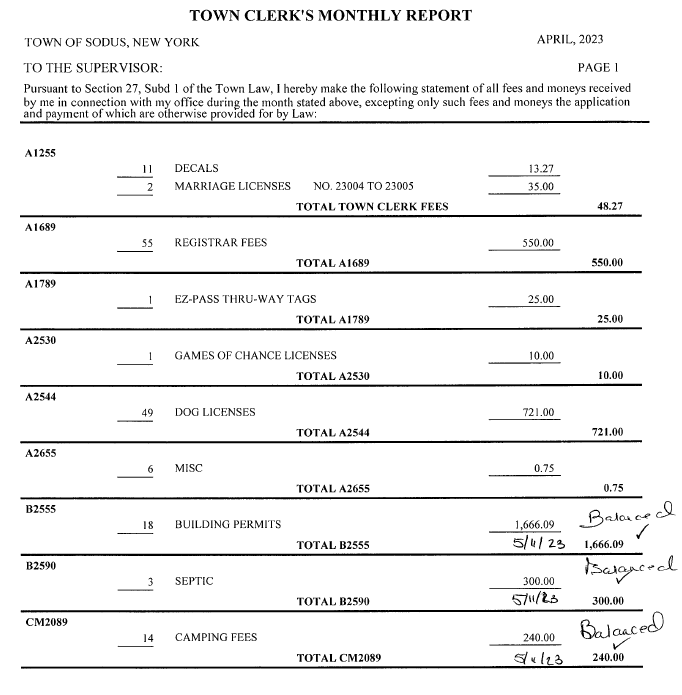 TOWN CLERK'S MONTHLY REPORT
TOWN OF SODUS, NEW YORK APRIL, 2023
TO THE SUPERVISOR: PAGE 1
Pursuant to Section 27, Subd 1 of the Town Law, I hereby make the following statement of all fees and moneys received
by me in connection with my office during the month stated above, excepting only such fees and moneys the application
and payment of which are otherwise provided for by Law:
A1255
11 DECALS 13.27
2 MARRIAGE LICENSES NO. 23004 TO 23005 35.00
TOTAL TOWN CLERK FEES 48.27
A1689
55 REGISTRAR FEES 550.00
TOTAL A1689 550.00
A1789
1 EZ-PASS THRU-WAY TAGS 25.00
TOTAL A1789 25.00
A2530
1 GAMES OF CHANCE LICENSES 10.00
TOTAL A2530 10.00
A2544
49 DOG LICENSES 721.00
TOTAL A2544 721.00
A2655
6 MISC 0.75
TOTAL A2655 0.75
B2555
18 BUILDING PERMITS 1,666.09 Balanced
TOTAL B2555 5/11/23 1,666.09 ✓
B2590 Balanced
3 SEPTIC 300.00 ✓
TOTAL B2590 5/11/23 300.00
CM2089
14 CAMPING FEES 240.00 Balanced
TOTAL CM2089 5/11/23 240.00 ✓